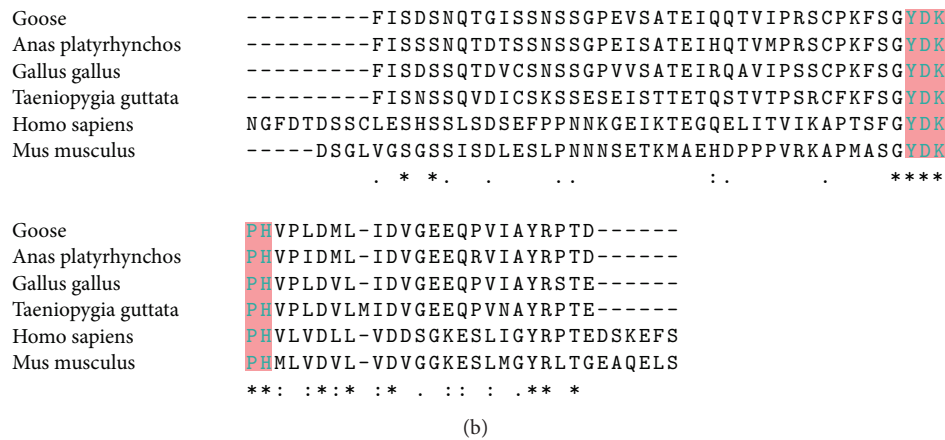 Goose ---------FISDSNQTGISSNSSGPEVSATEIQQTVIPRSCPKFSGYDK
Anas platyrhynchos ---------FISSSNQTDTSSNSSGPEISATEIHQTVMPRSCPKFSGYDK
Gallus gallus ---------FISDSSQTDVCSNSSGPVVSATEIRQAVIPSSCPKFSGYDK
Taeniopygia guttata ---------FISNSSQVDICSKSSESEISTTETQSTVTPSRCFKFSGYDK
Homo sapiens NGFDTDSSCLESHSSLSDSEFPPNNKGEIKTEGQELITVIKAPTSFGYDK
Mus musculus -----DSGLVGSGSSISDLESLPNNNSETKMAEHDPPPVRKAPMASGYDK
. * *. . .. :. . ****
Goose PHVPLDML-IDVGEEQPVIAYRPTD------
Anas platyrhynchos PHVPIDML-IDVGEEQRVIAYRPTD------
Gallus gallus PHVPLDVL-IDVGEEQPVIAYRSTE------
Taeniopygia guttata PHVPLDVLMIDVGEEQPVNAYRPTE------
Homo sapiens PHVLVDLL-VDDSGKESLIGYRPTEDSKEFS
Mus musculus PHMLVDVL-VDVGGKESLMGYRLTGEAQELS
**: :*:* :* . :: : .** *
(b)